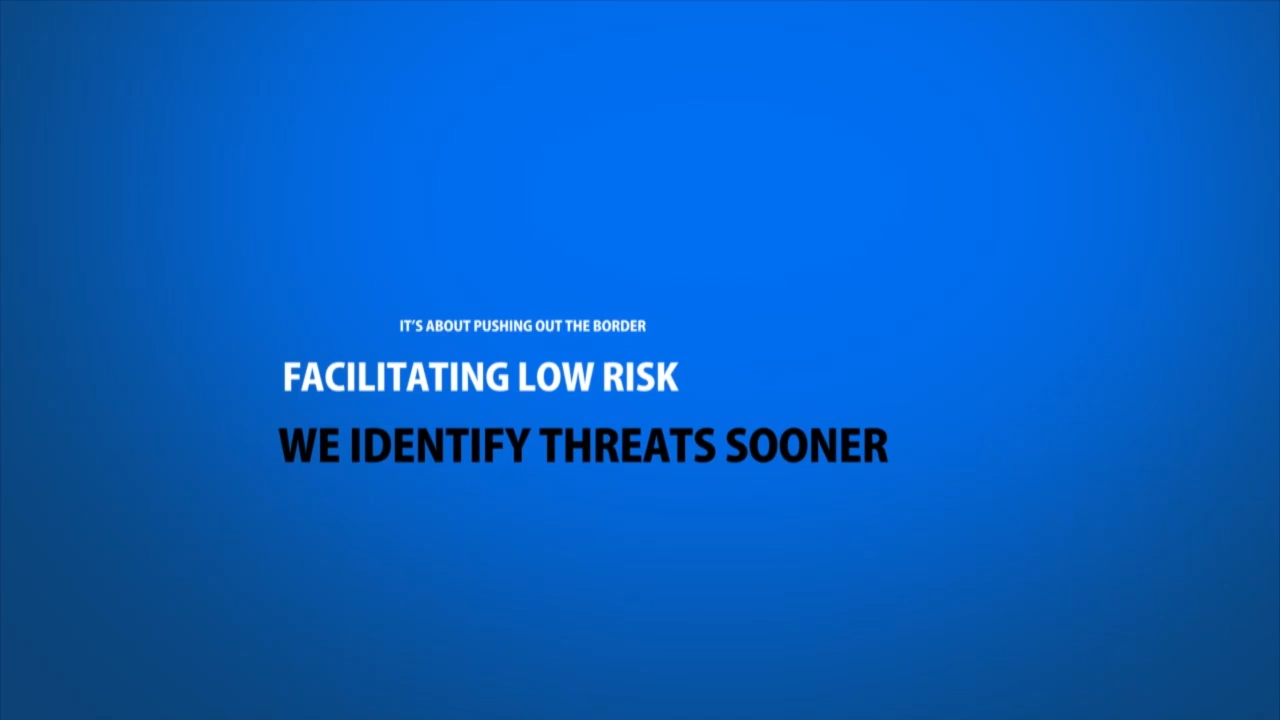 IT'S ABOUT PUSHING OUT THE BORDER
FACILITATING LOW RISK
WE IDENTIFY THREATS SOONER